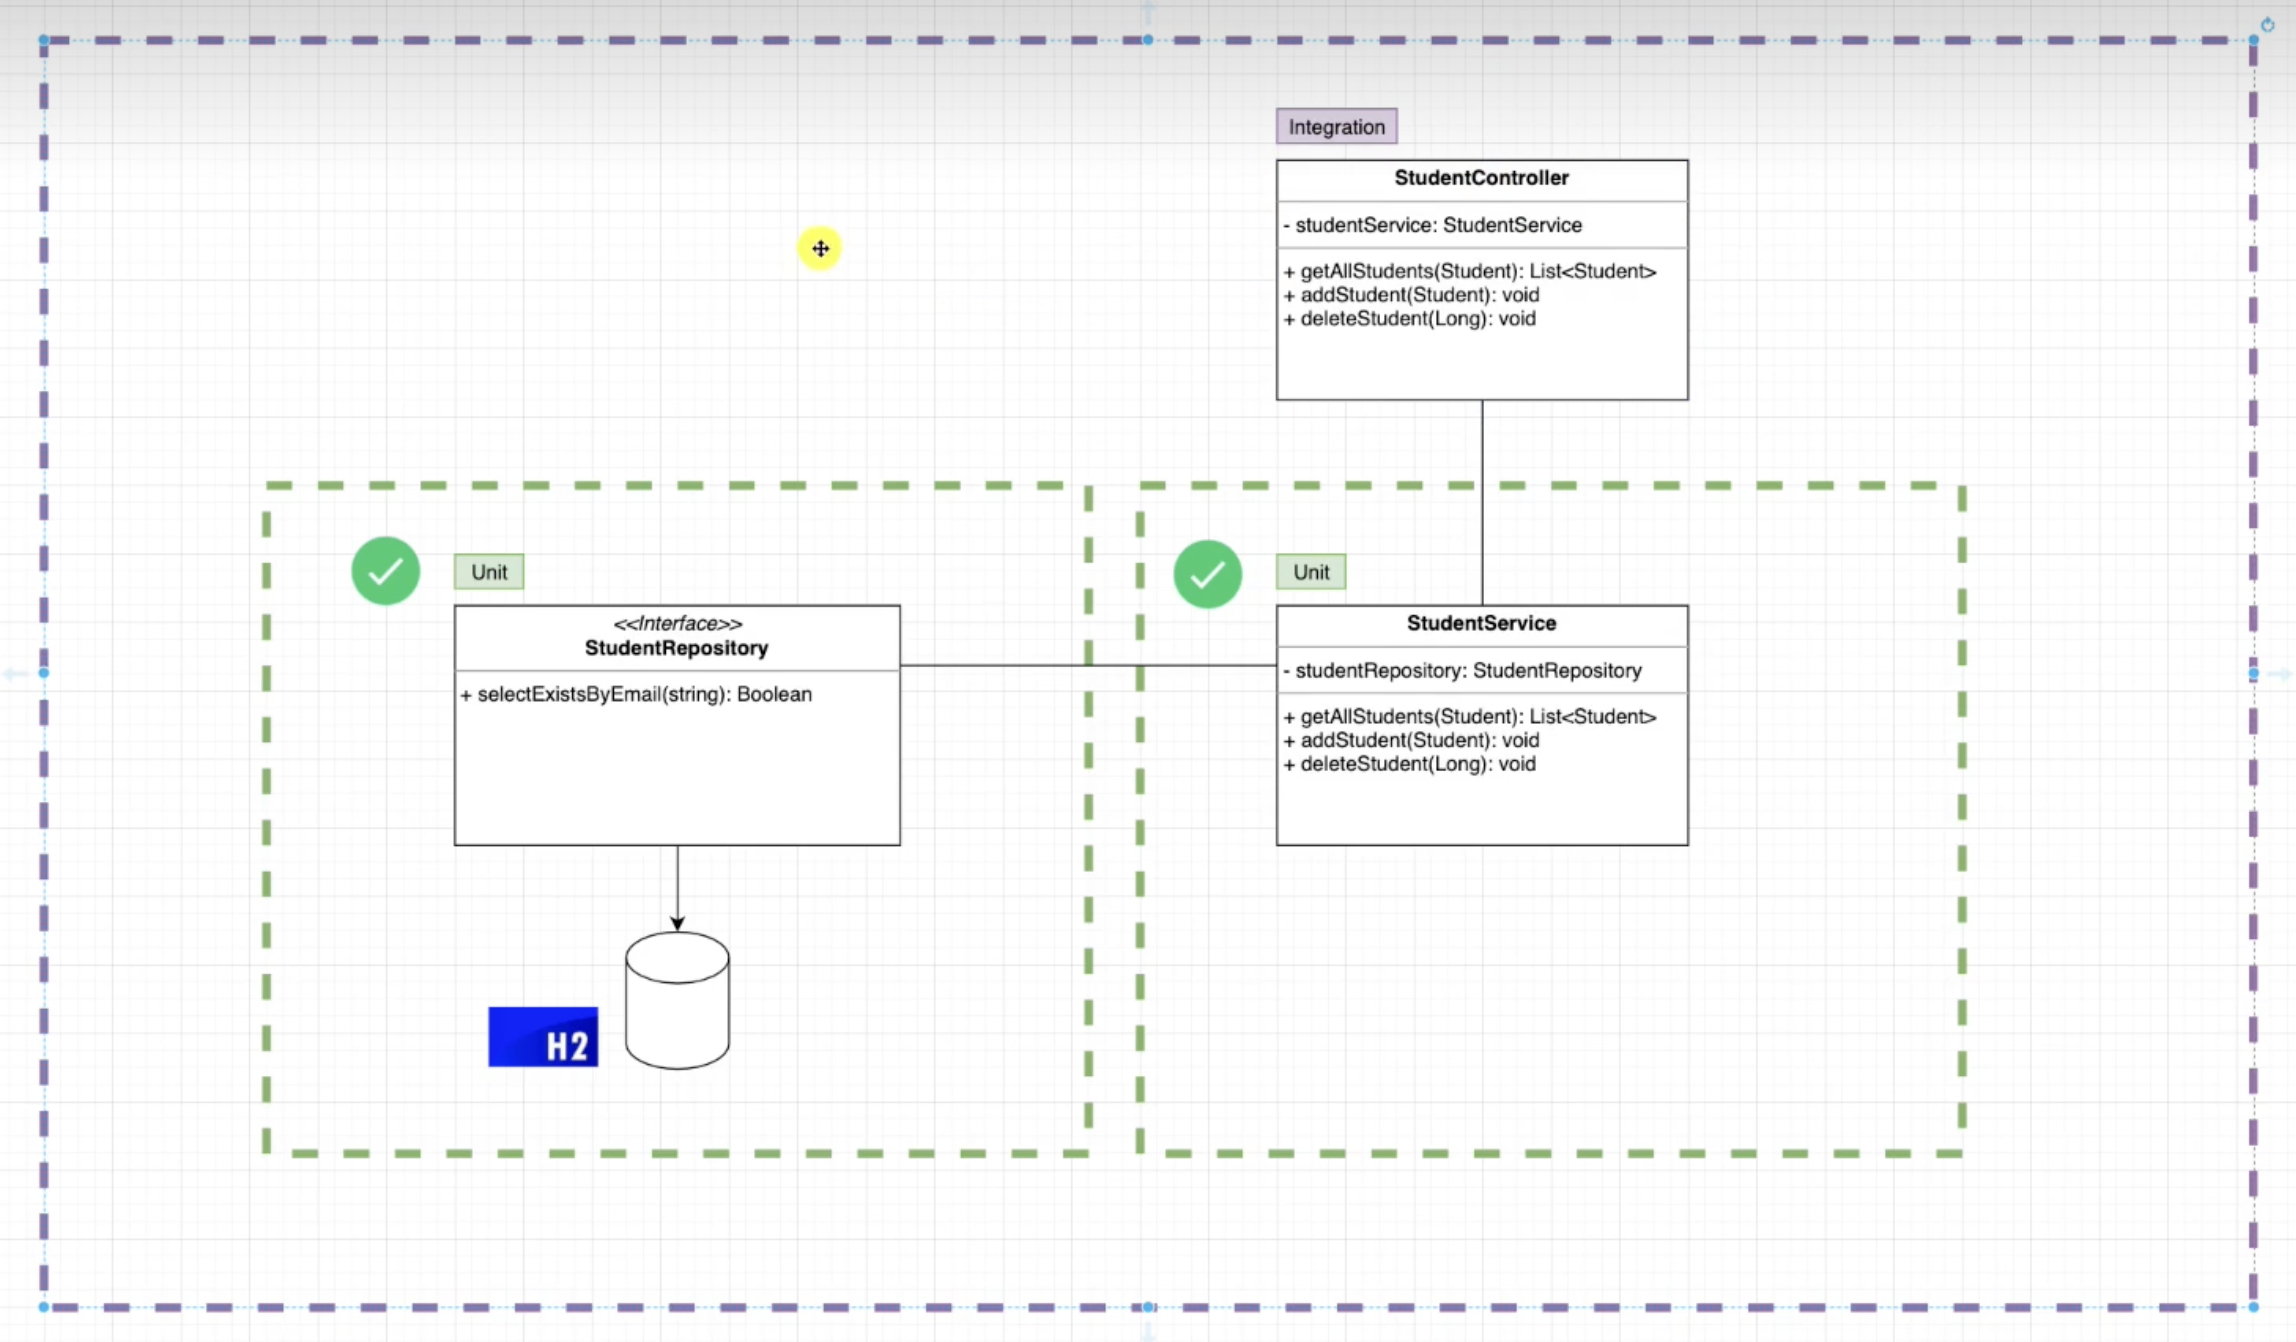 Integration
StudentController
- studentService: StudentService
+ getAllStudents(Student): List<Student>
+ addStudent(Student): void
+ deleteStudent(Long): void
Unit
<<Interface>>
StudentRepository
+ selectExistsByEmail(string): Boolean
H2
Unit
StudentService
- studentRepository: StudentRepository
+ getAllStudents(Student): List<Student>
+ addStudent(Student): void
+ deleteStudent(Long): void